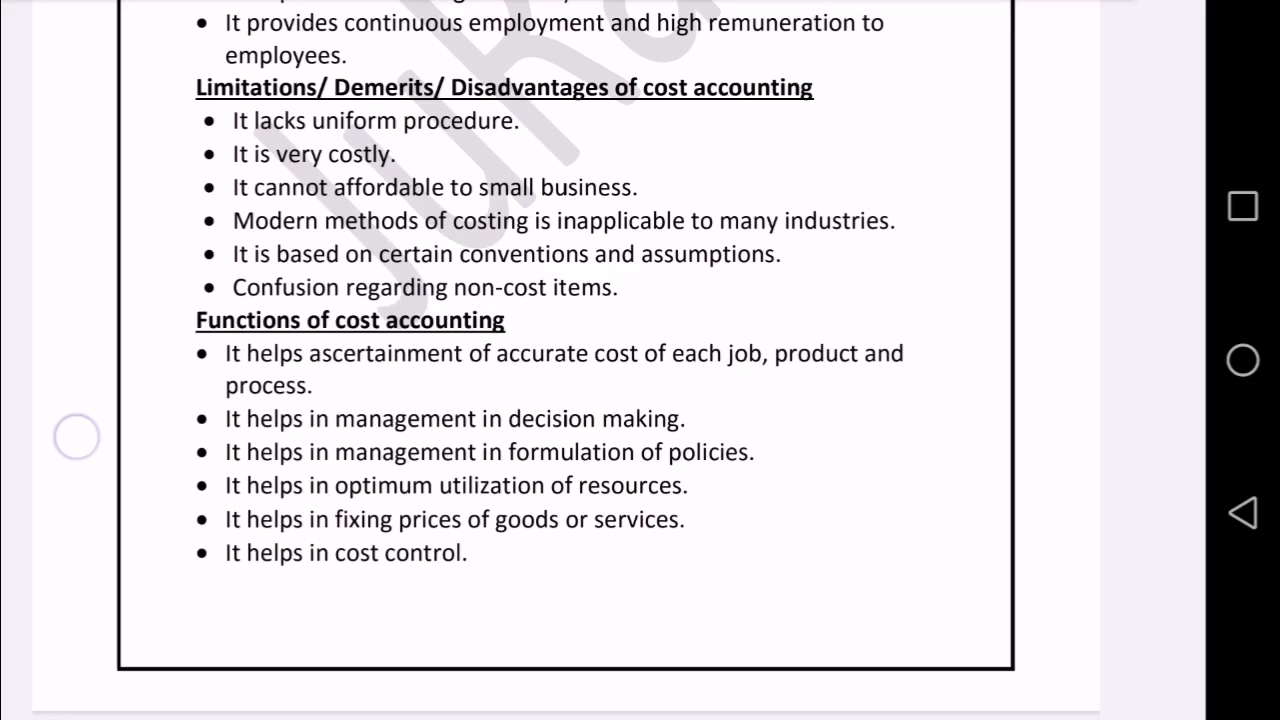 • It provides continuous employment and high remuneration to
employees.
Limitations/ Demerits/ Disadvantages of cost accounting
• It lacks uniform procedure.
• It is very costly.
• It cannot affordable to small business.
• Modern methods of costing is inapplicable to many industries.
• It is based on certain conventions and assumptions.
• Confusion regarding non-cost items.
Functions of cost accounting
• It helps ascertainment of accurate cost of each job, product and
process.
• It helps in management in decision making.
• It helps in management in formulation of policies.
• It helps in optimum utilization of resources.
• It helps in fixing prices of goods or services.
• It helps in cost control.